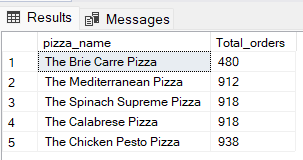 Results Messages
pizza_name Total_orders
1 The Brie Carre Pizza 480
2 The Mediterranean Pizza 912
3 The Spinach Supreme Pizza 918
4 The Calabrese Pizza 918
5 The Chicken Pesto Pizza 938